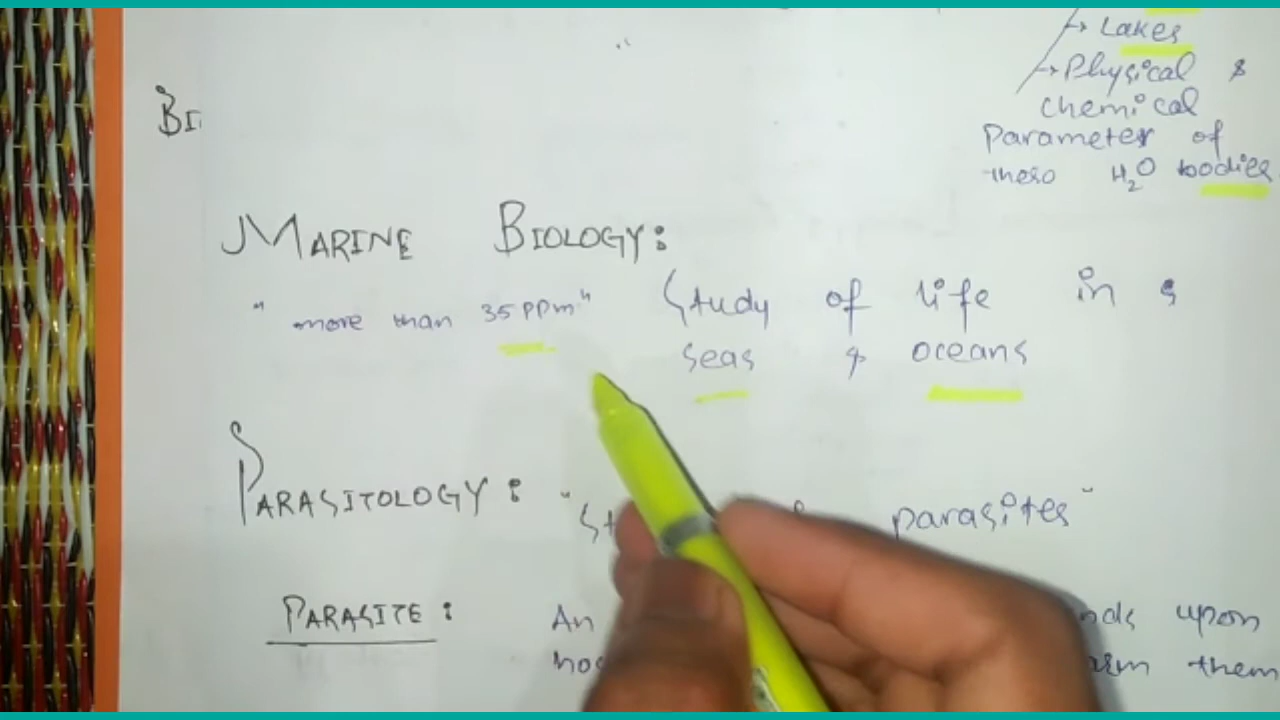 → Lakes
→ Physical &
chemical
Parameter of
these H₂O bodies
BI
MARINE BIOLOGY:
" more than 35 PPm" Study of life in
seas & oceans
PARASITOLOGY : " parasites"
PARASITE : An upon
them